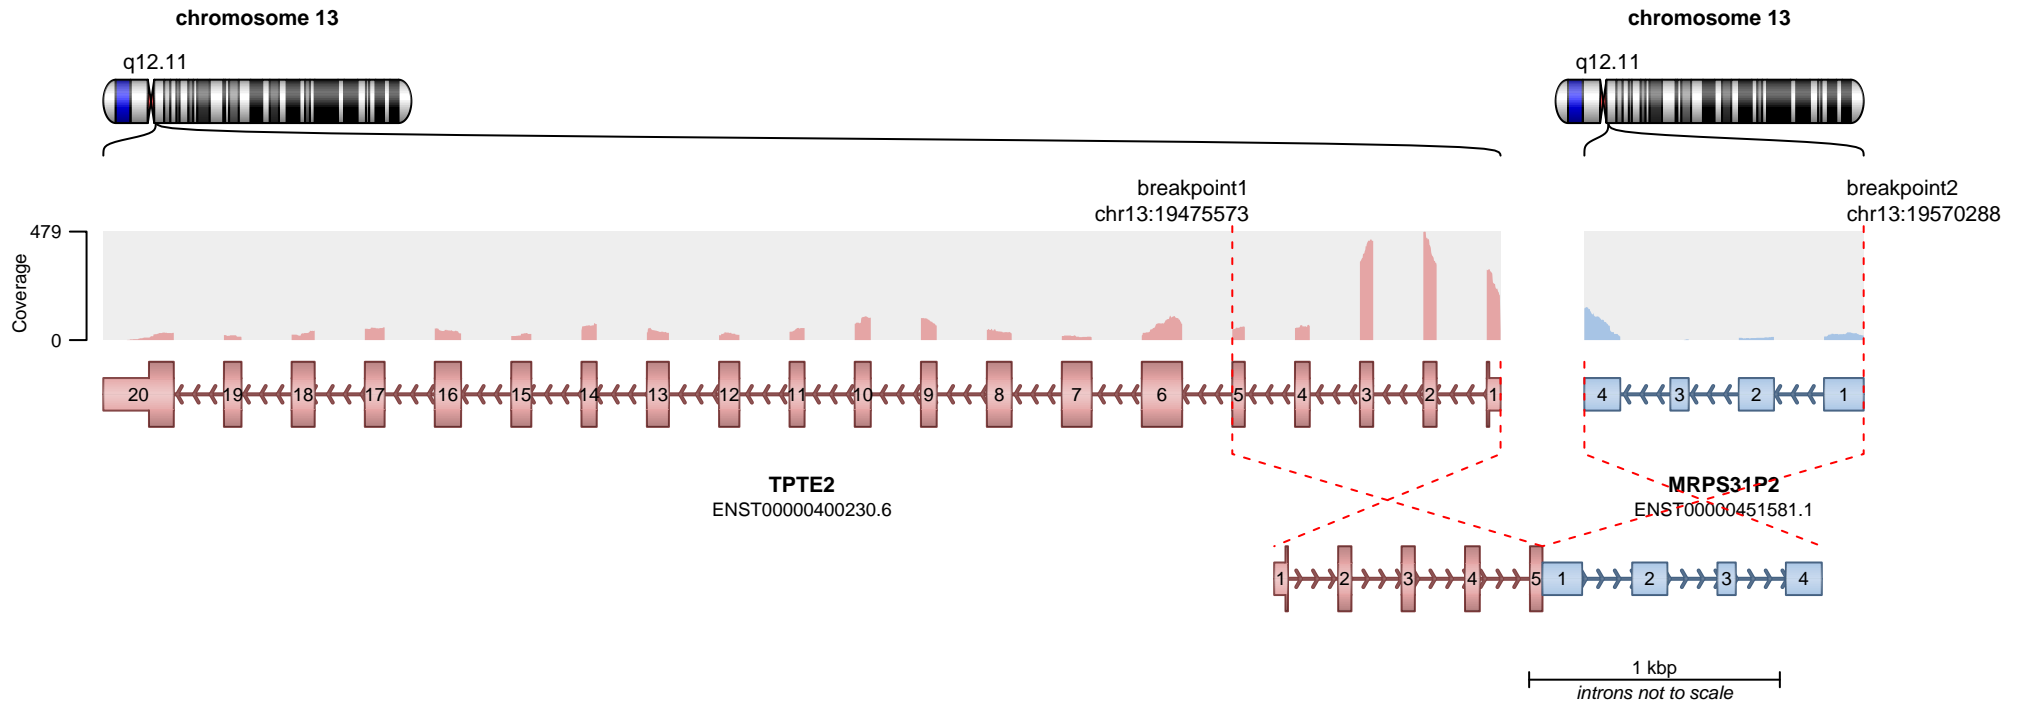 chromosome 13
chromosome 13
q12.11
q12.11
breakpoint1
chr13:19475573
breakpoint2
chr13:19570288
479
0
Coverage
20 19 18 17 16 15 14 13 12 11 10 9 8 7 6 5 4 3 2 1
4 3 2 1
TPTE2
ENST00000400230.6
MRPS31P2
ENST00000451581.1
1 2 3 4 5 1 2 3 4
1 kbp
introns not to scale